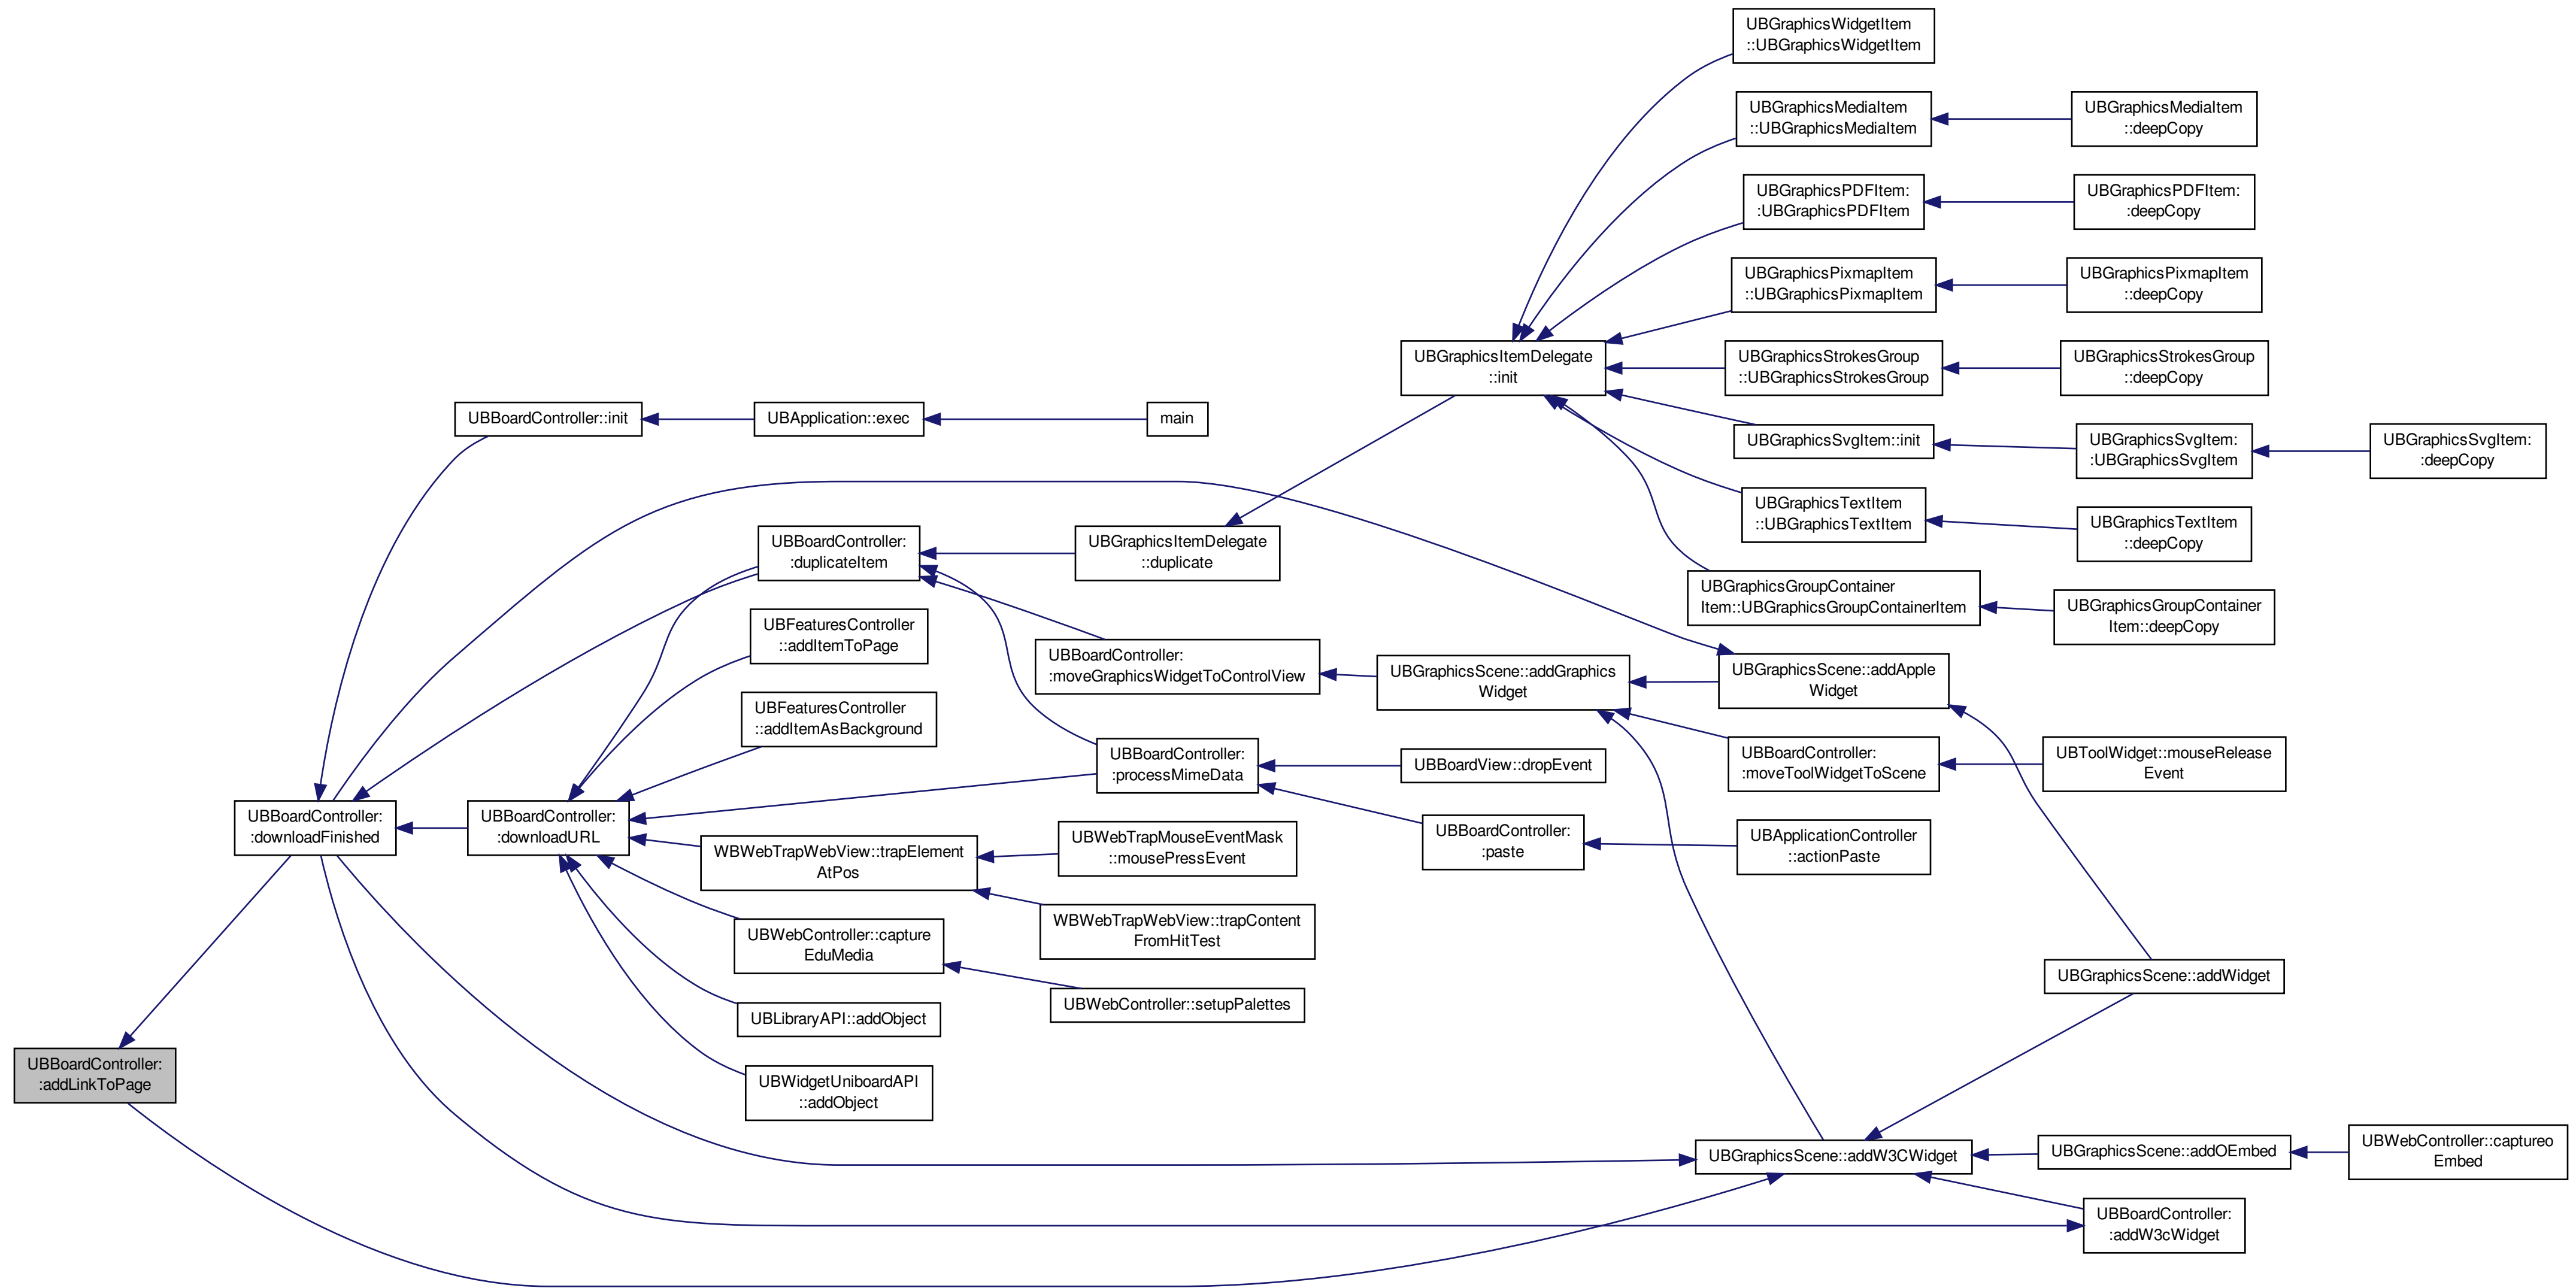 UBGraphicsWidgetItem
::UBGraphicsWidgetItem
UBGraphicsMediaItem
::UBGraphicsMediaItem
UBGraphicsMediaItem
::deepCopy
UBGraphicsPDFItem:
:UBGraphicsPDFItem
UBGraphicsPDFItem:
:deepCopy
UBGraphicsPixmapItem
::UBGraphicsPixmapItem
UBGraphicsPixmapItem
::deepCopy
UBGraphicsItemDelegate
::init
UBGraphicsStrokesGroup
::UBGraphicsStrokesGroup
UBGraphicsStrokesGroup
::deepCopy
UBBoardController::init
UBApplication::exec
main
UBGraphicsSvgItem::init
UBGraphicsSvgItem:
:UBGraphicsSvgItem
UBGraphicsSvgItem:
:deepCopy
UBGraphicsTextItem
::UBGraphicsTextItem
UBGraphicsTextItem
::deepCopy
UBBoardController:
:duplicateItem
UBGraphicsItemDelegate
::duplicate
UBGraphicsGroupContainer
Item::UBGraphicsGroupContainerItem
UBGraphicsGroupContainer
Item::deepCopy
UBFeaturesController
::addItemToPage
UBBoardController:
:moveGraphicsWidgetToControlView
UBGraphicsScene::addGraphics
Widget
UBGraphicsScene::addApple
Widget
UBFeaturesController
::addItemAsBackground
UBBoardController:
:processMimeData
UBBoardView::dropEvent
UBBoardController:
:moveToolWidgetToScene
UBToolWidget::mouseRelease
Event
UBBoardController:
:downloadFinished
UBBoardController:
:downloadURL
WBWebTrapWebView::trapElement
AtPos
UBWebTrapMouseEventMask
::mousePressEvent
UBBoardController:
:paste
UBApplicationController
::actionPaste
WBWebTrapWebView::trapContent
FromHitTest
UBWebController::capture
EduMedia
UBWebController::setupPalettes
UBGraphicsScene::addWidget
UBLibraryAPI::addObject
UBBoardController:
:addLinkToPage
UBWidgetUniboardAPI
::addObject
UBGraphicsScene::addW3CWidget
UBGraphicsScene::addOEmbed
UBWebController::captureo
Embed
UBBoardController:
:addW3cWidget